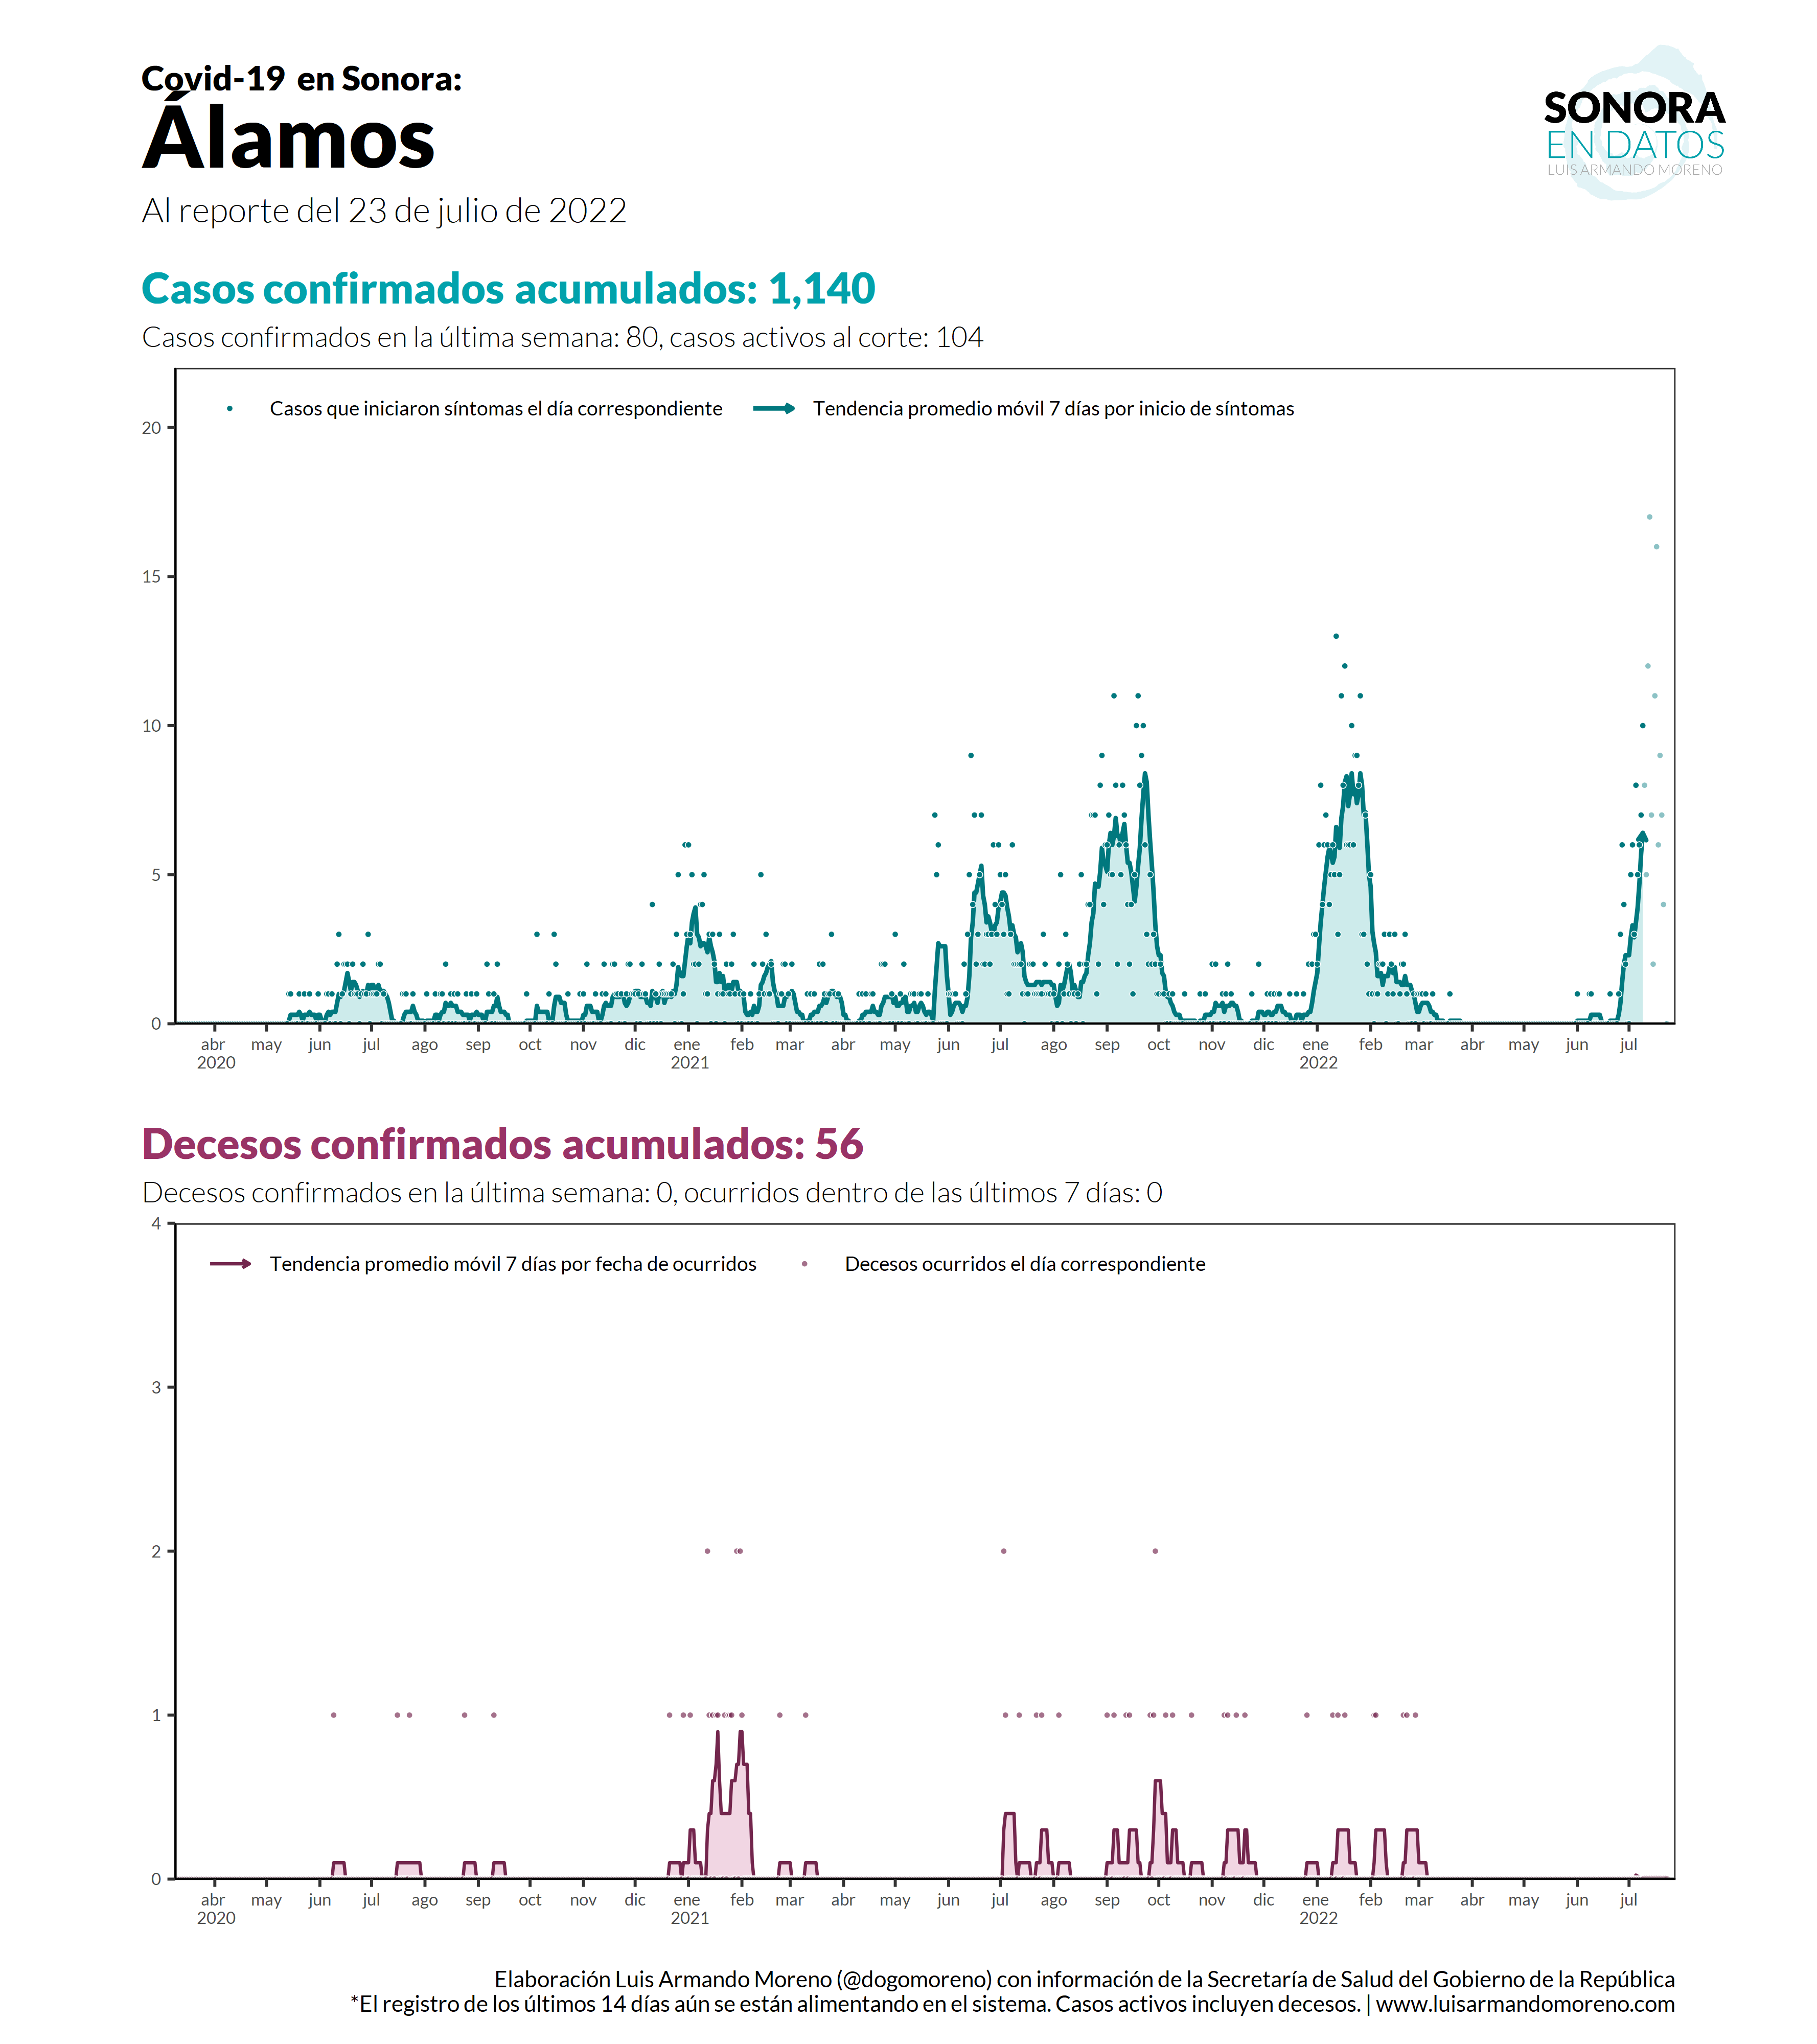 Covid-19 en Sonora:
Álamos
Al reporte del 23 de julio de 2022
SONORA
EN DATOS
LUIS ARMANDO MORENO
Casos confirmados acumulados: 1,140
Casos confirmados en la última semana: 80, casos activos al corte: 104
Casos que iniciaron síntomas el día correspondiente Tendencia promedio móvil 7 días por inicio de síntomas
20
15
10
5
0
abr may jun jul ago sep oct nov dic ene feb mar abr may jun jul ago sep oct nov dic ene feb mar abr may jun jul
2020 2021 2022
Decesos confirmados acumulados: 56
Decesos confirmados en la última semana: 0, ocurridos dentro de las últimos 7 días: 0
4
Tendencia promedio móvil 7 días por fecha de ocurridos Decesos ocurridos el día correspondiente
3
2
1
0
abr may jun jul ago sep oct nov dic ene feb mar abr may jun jul ago sep oct nov dic ene feb mar abr may jun jul
2020 2021 2022
Elaboración Luis Armando Moreno (@dogomoreno) con información de la Secretaría de Salud del Gobierno de la República
*El registro de los últimos 14 días aún se están alimentando en el sistema. Casos activos incluyen decesos. | www.luisarmandomoreno.com